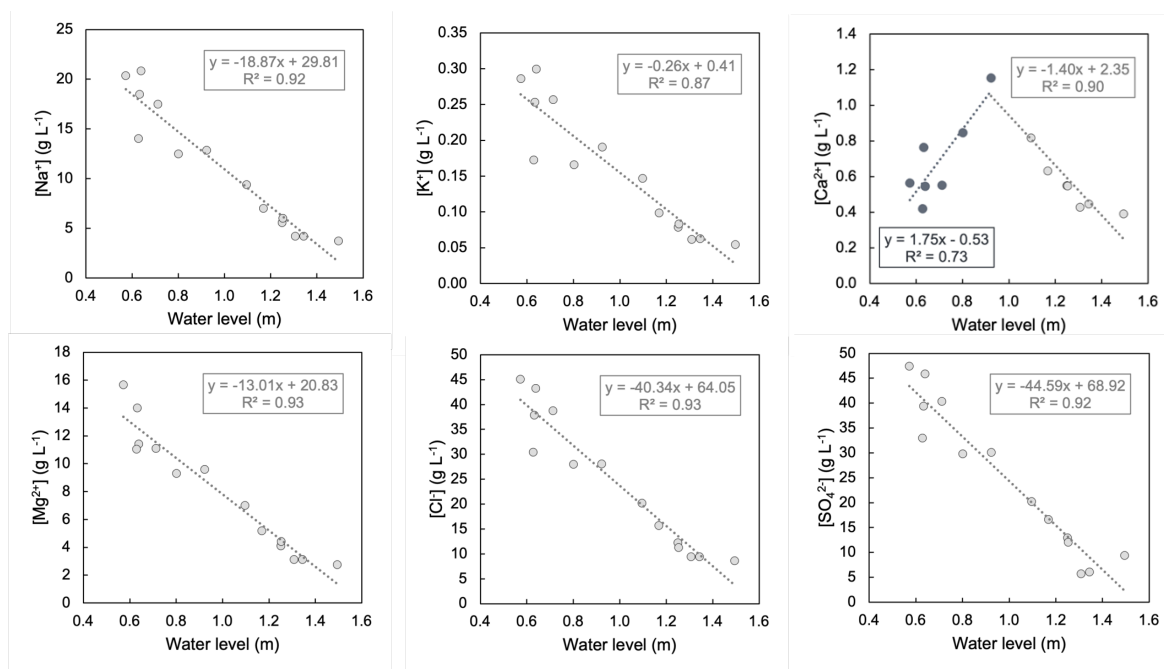 25
20
15
10
5
0
[Na⁺] (g L⁻¹)
y = -18.87x + 29.81
R² = 0.92
0.4 0.6 0.8 1.0 1.2 1.4 1.6
Water level (m)
0.35
0.30
0.25
0.20
0.15
0.10
0.05
0.00
[K⁺] (g L⁻¹)
y = -0.26x + 0.41
R² = 0.87
0.4 0.6 0.8 1.0 1.2 1.4 1.6
Water level (m)
1.4
1.2
1.0
0.8
0.6
0.4
0.2
0.0
[Ca²⁺] (g L⁻¹)
y = -1.40x + 2.35
R² = 0.90
y = 1.75x - 0.53
R² = 0.73
0.4 0.6 0.8 1.0 1.2 1.4 1.6
Water level (m)
18
16
14
12
10
8
6
4
2
0
[Mg²⁺] (g L⁻¹)
y = -13.01x + 20.83
R² = 0.93
0.4 0.6 0.8 1.0 1.2 1.4 1.6
Water level (m)
50
45
40
35
30
25
20
15
10
5
0
[Cl⁻] (g L⁻¹)
y = -40.34x + 64.05
R² = 0.93
0.4 0.6 0.8 1.0 1.2 1.4 1.6
Water level (m)
50
45
40
35
30
25
20
15
10
5
0
[SO₄²⁻] (g L⁻¹)
y = -44.59x + 68.92
R² = 0.92
0.4 0.6 0.8 1.0 1.2 1.4 1.6
Water level (m)